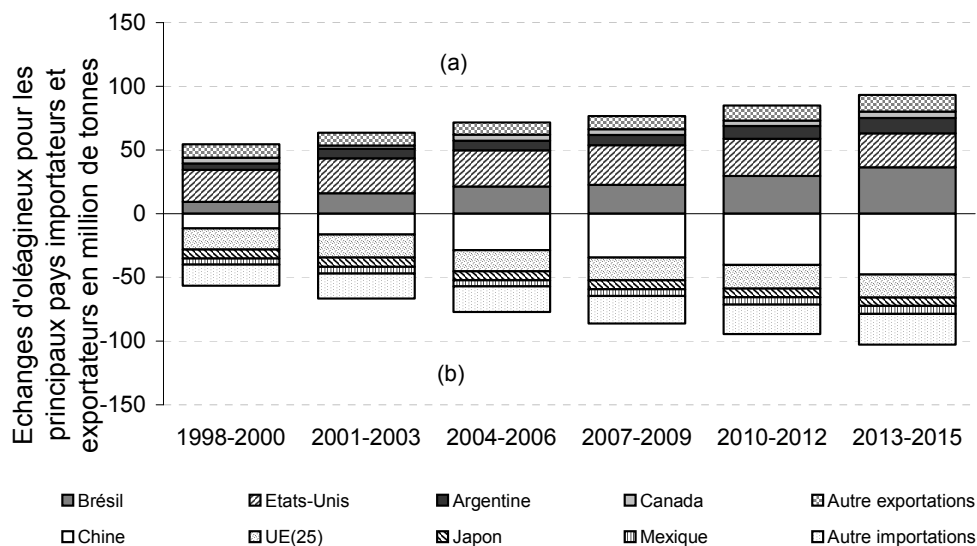 Echanges d'oléagineux pour les
principaux pays importateurs et
exportateurs en million de tonnes
150
100
50
0
-50
-100
-150
(a)
(b)
1998-2000 2001-2003 2004-2006 2007-2009 2010-2012 2013-2015
Brésil Etats-Unis Argentine Canada Autre exportations
Chine UE(25) Japon Mexique Autre importations